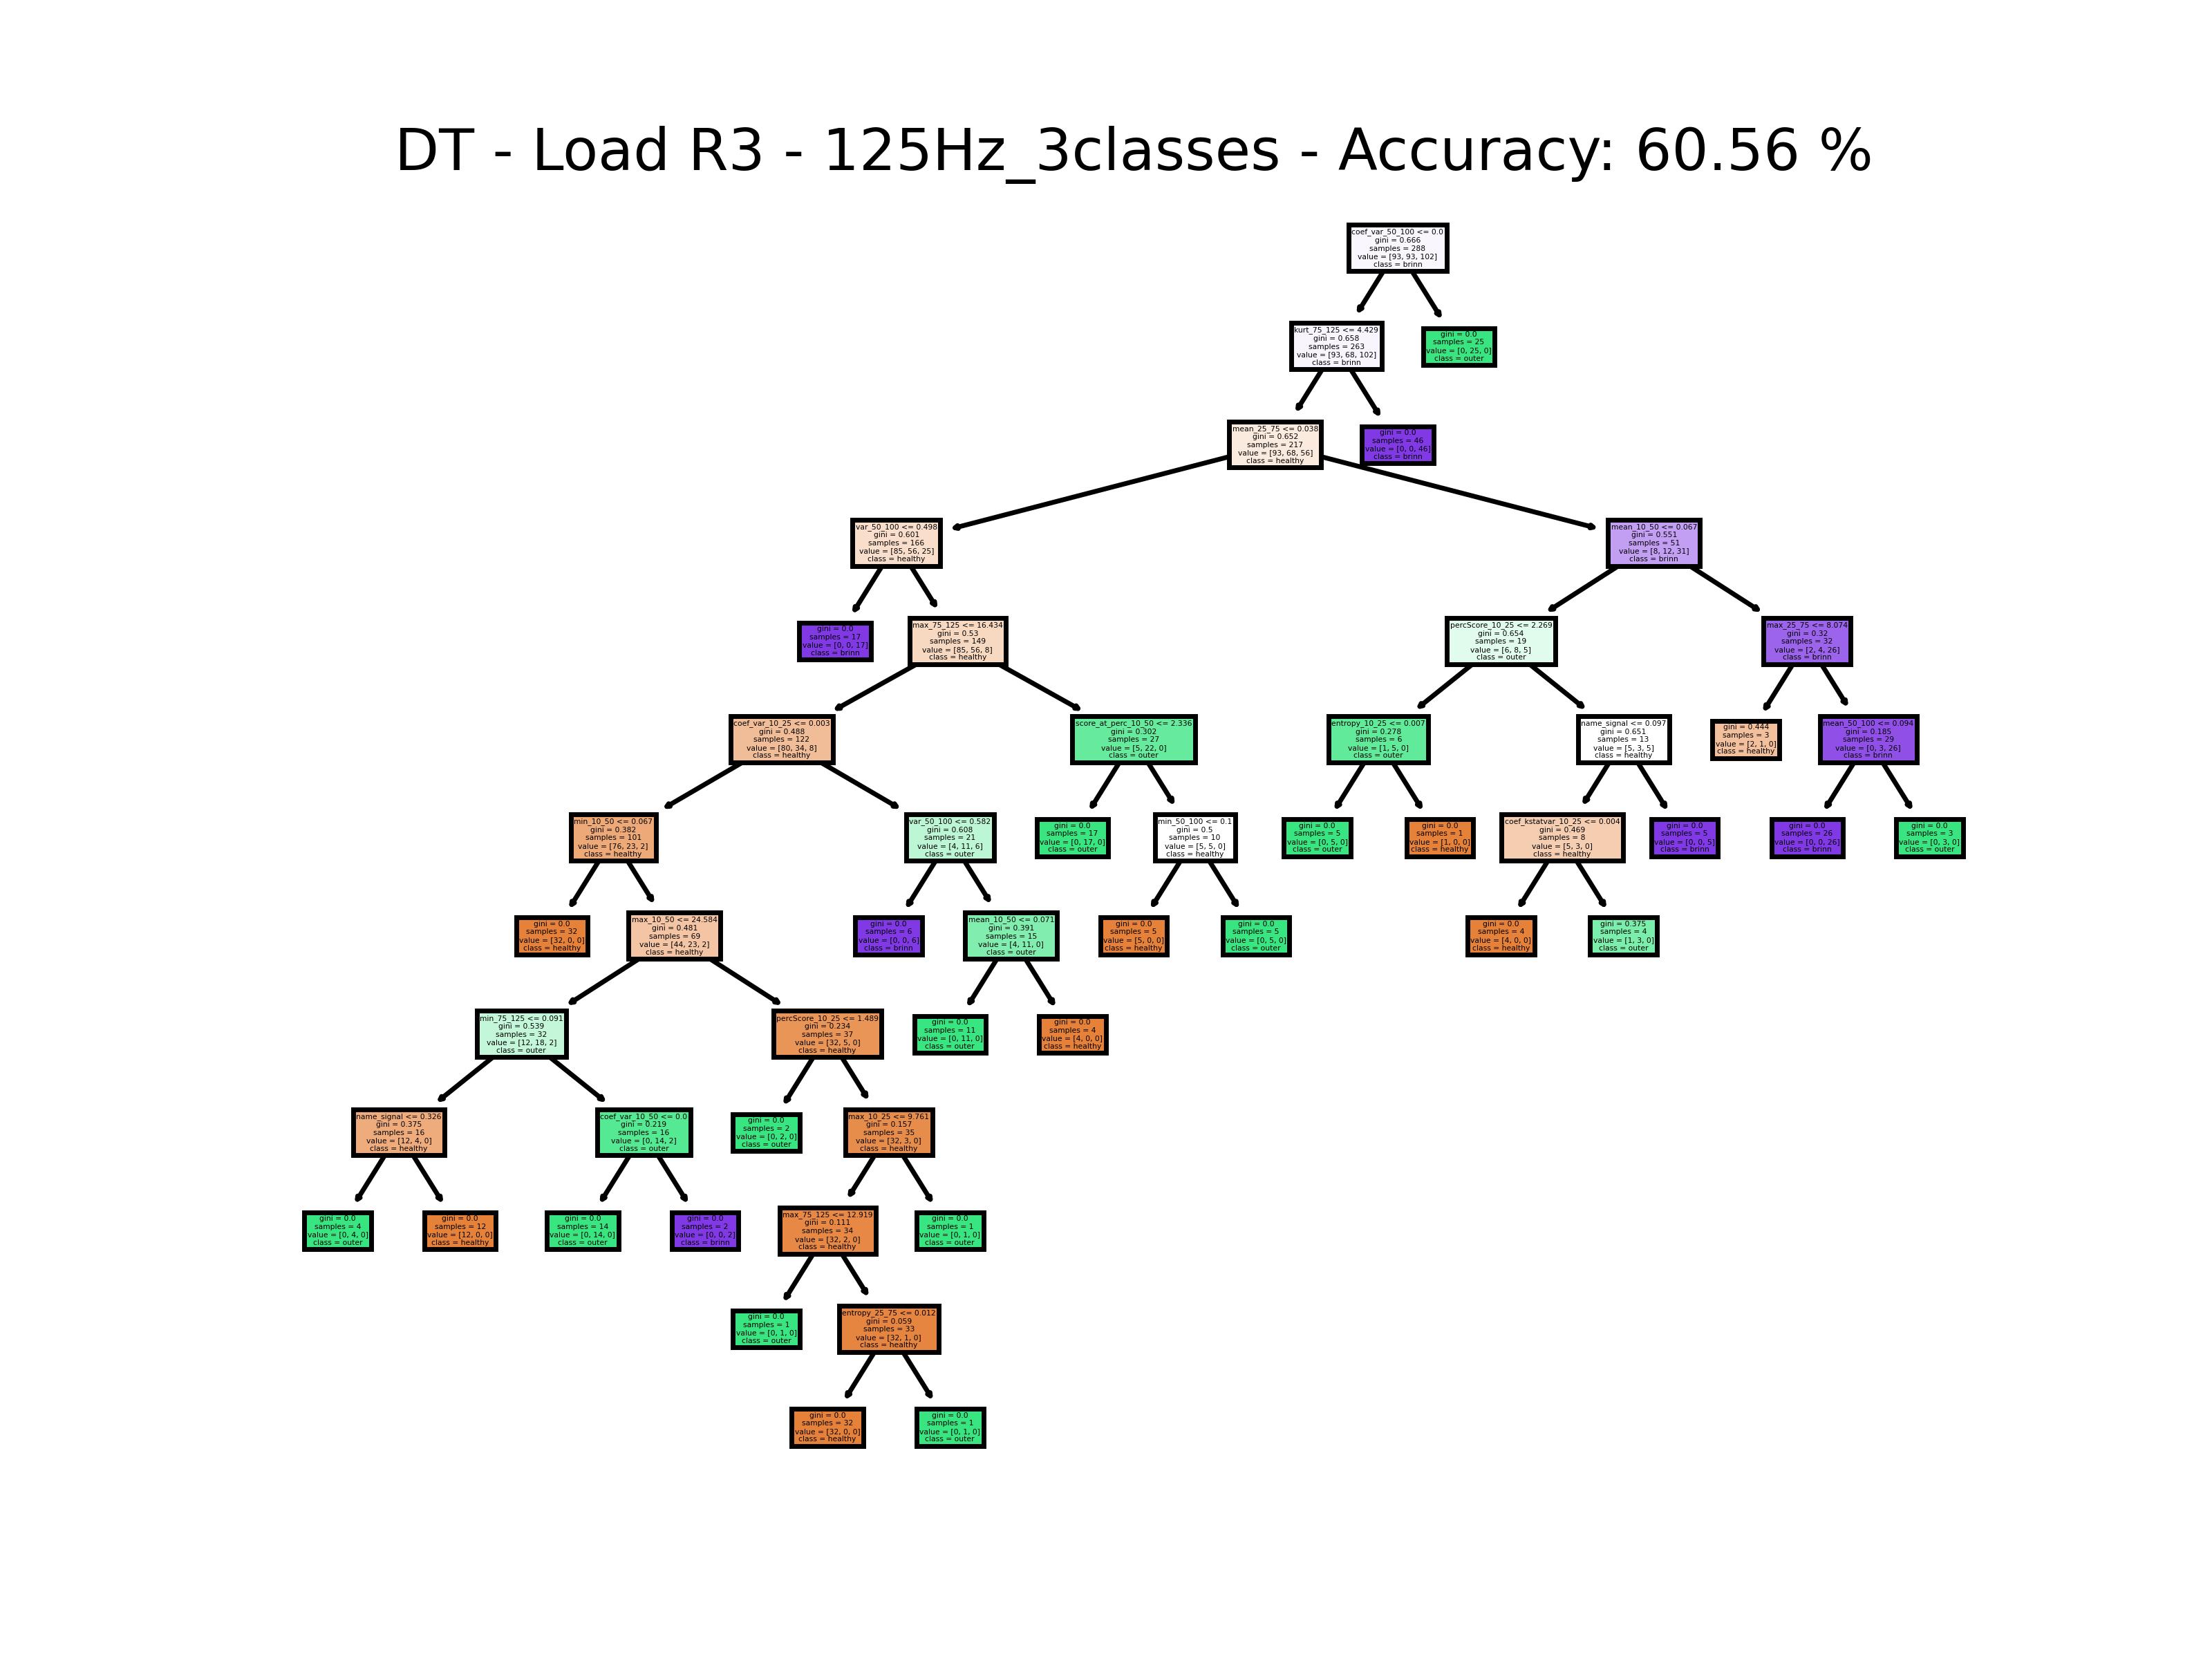 DT - Load R3 - 125Hz_3classes - Accuracy: 60.56 %
coef_var_50_100 <= 0.0
gini = 0.666
samples = 288
value = [93, 93, 102]
class = brinn
kurt_75_125 <= 4.429
gini = 0.658
samples = 263
value = [93, 68, 102]
class = brinn
gini = 0.0
samples = 25
value = [0, 25, 0]
class = outer
mean_25_75 <= 0.038
gini = 0.652
samples = 217
value = [93, 68, 56]
class = healthy
gini = 0.0
samples = 46
value = [0, 0, 46]
class = brinn
var_50_100 <= 0.498
gini = 0.601
samples = 166
value = [85, 56, 25]
class = healthy
mean_10_50 <= 0.067
gini = 0.551
samples = 51
value = [8, 12, 31]
class = brinn
gini = 0.0
samples = 17
value = [0, 0, 17]
class = brinn
max_75_125 <= 16.434
gini = 0.53
samples = 149
value = [85, 56, 8]
class = healthy
percScore_10_25 <= 2.269
gini = 0.654
samples = 19
value = [6, 8, 5]
class = outer
max_25_75 <= 8.074
gini = 0.32
samples = 32
value = [2, 4, 26]
class = brinn
coef_var_10_25 <= 0.003
gini = 0.488
samples = 122
value = [80, 34, 8]
class = healthy
score_at_perc_10_50 <= 2.336
gini = 0.302
samples = 27
value = [5, 22, 0]
class = outer
entropy_10_25 <= 0.007
gini = 0.278
samples = 6
value = [1, 5, 0]
class = outer
name_signal <= 0.097
gini = 0.651
samples = 13
value = [5, 3, 5]
class = healthy
gini = 0.444
samples = 3
value = [2, 1, 0]
class = healthy
mean_50_100 <= 0.094
gini = 0.185
samples = 29
value = [0, 3, 26]
class = brinn
min_10_50 <= 0.067
gini = 0.382
samples = 101
value = [76, 23, 2]
class = healthy
var_50_100 <= 0.582
gini = 0.608
samples = 21
value = [4, 11, 6]
class = outer
gini = 0.0
samples = 17
value = [0, 17, 0]
class = outer
min_50_100 <= 0.1
gini = 0.5
samples = 10
value = [5, 5, 0]
class = healthy
gini = 0.0
samples = 5
value = [0, 5, 0]
class = outer
gini = 0.0
samples = 1
value = [1, 0, 0]
class = healthy
coef_kstatvar_10_25 <= 0.004
gini = 0.469
samples = 8
value = [5, 3, 0]
class = healthy
gini = 0.0
samples = 5
value = [0, 0, 5]
class = brinn
gini = 0.0
samples = 26
value = [0, 0, 26]
class = brinn
gini = 0.0
samples = 3
value = [0, 3, 0]
class = outer
gini = 0.0
samples = 32
value = [32, 0, 0]
class = healthy
max_10_50 <= 24.584
gini = 0.481
samples = 69
value = [44, 23, 2]
class = healthy
gini = 0.0
samples = 6
value = [0, 0, 6]
class = brinn
mean_10_50 <= 0.071
gini = 0.391
samples = 15
value = [4, 11, 0]
class = outer
gini = 0.0
samples = 5
value = [5, 0, 0]
class = healthy
gini = 0.0
samples = 5
value = [0, 5, 0]
class = outer
gini = 0.0
samples = 4
value = [4, 0, 0]
class = healthy
gini = 0.375
samples = 4
value = [1, 3, 0]
class = outer
min_75_125 <= 0.091
gini = 0.539
samples = 32
value = [12, 18, 2]
class = outer
percScore_10_25 <= 1.489
gini = 0.234
samples = 37
value = [32, 5, 0]
class = healthy
gini = 0.0
samples = 11
value = [0, 11, 0]
class = outer
gini = 0.0
samples = 4
value = [4, 0, 0]
class = healthy
name_signal <= 0.326
gini = 0.375
samples = 16
value = [12, 4, 0]
class = healthy
coef_var_10_50 <= 0.0
gini = 0.219
samples = 16
value = [0, 14, 2]
class = outer
gini = 0.0
samples = 2
value = [0, 2, 0]
class = outer
max_10_25 <= 9.761
gini = 0.157
samples = 35
value = [32, 3, 0]
class = healthy
gini = 0.0
samples = 4
value = [0, 4, 0]
class = outer
gini = 0.0
samples = 12
value = [12, 0, 0]
class = healthy
gini = 0.0
samples = 14
value = [0, 14, 0]
class = outer
gini = 0.0
samples = 2
value = [0, 0, 2]
class = brinn
max_75_125 <= 12.919
gini = 0.111
samples = 34
value = [32, 2, 0]
class = healthy
gini = 0.0
samples = 1
value = [0, 1, 0]
class = outer
gini = 0.0
samples = 1
value = [0, 1, 0]
class = outer
entropy_25_75 <= 0.012
gini = 0.059
samples = 33
value = [32, 1, 0]
class = healthy
gini = 0.0
samples = 32
value = [32, 0, 0]
class = healthy
gini = 0.0
samples = 1
value = [0, 1, 0]
class = outer